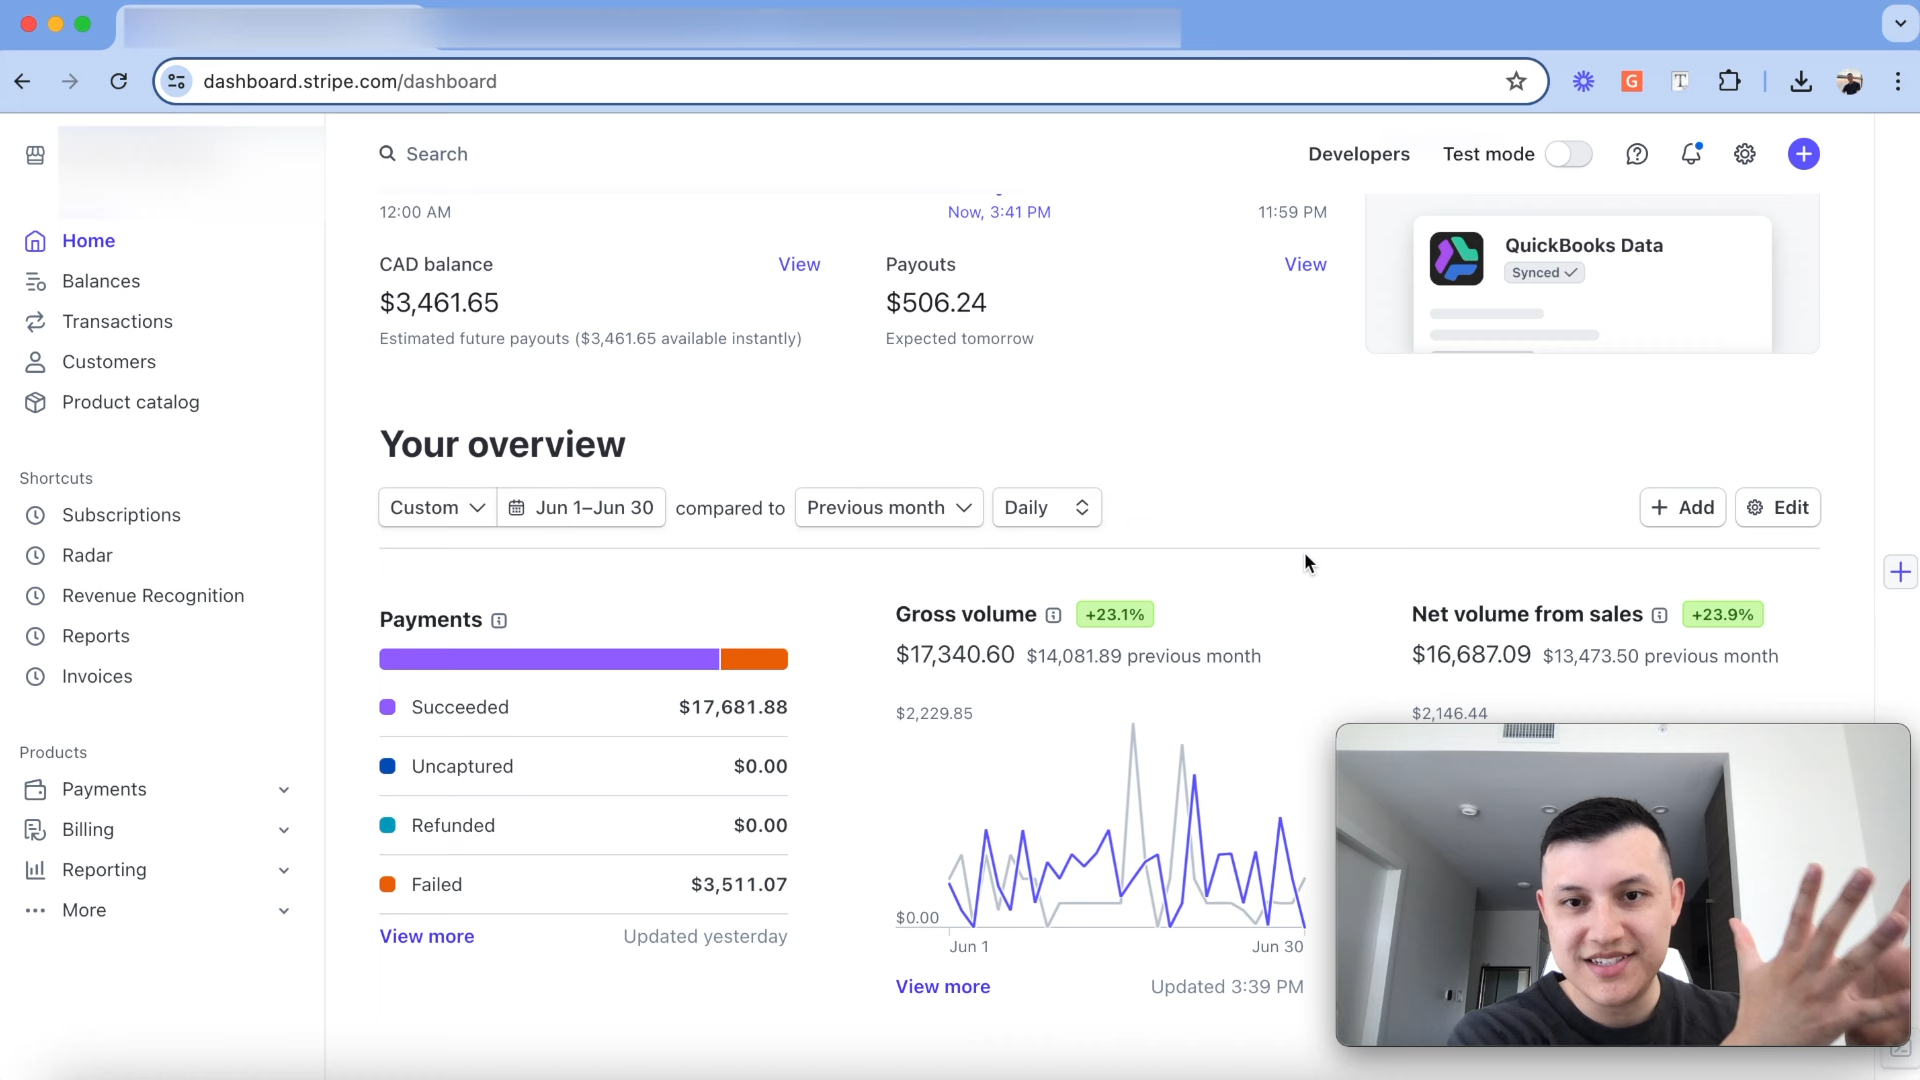 dashboard.stripe.com/dashboard
G
T
Search
Developers
Test mode
12:00 AM
Now, 3:41 PM
11:59 PM
CAD balance
View
$3,461.65
Estimated future payouts ($3,461.65 available instantly)
Payouts
View
$506.24
Expected tomorrow
QuickBooks Data
Synced
Home
Balances
Transactions
Customers
Product catalog
Shortcuts
Subscriptions
Radar
Revenue Recognition
Reports
Invoices
Products
Payments
Billing
Reporting
More
Your overview
Custom
Jun 1–Jun 30
compared to
Previous month
Daily
Add
Edit
Payments
Succeeded $17,681.88
Uncaptured $0.00
Refunded $0.00
Failed $3,511.07
View more
Updated yesterday
Gross volume
+23.1%
$17,340.60 $14,081.89 previous month
$2,229.85
$0.00
Jun 1
Jun 30
View more
Updated 3:39 PM
Net volume from sales
+23.9%
$16,687.09 $13,473.50 previous month
$2,146.44